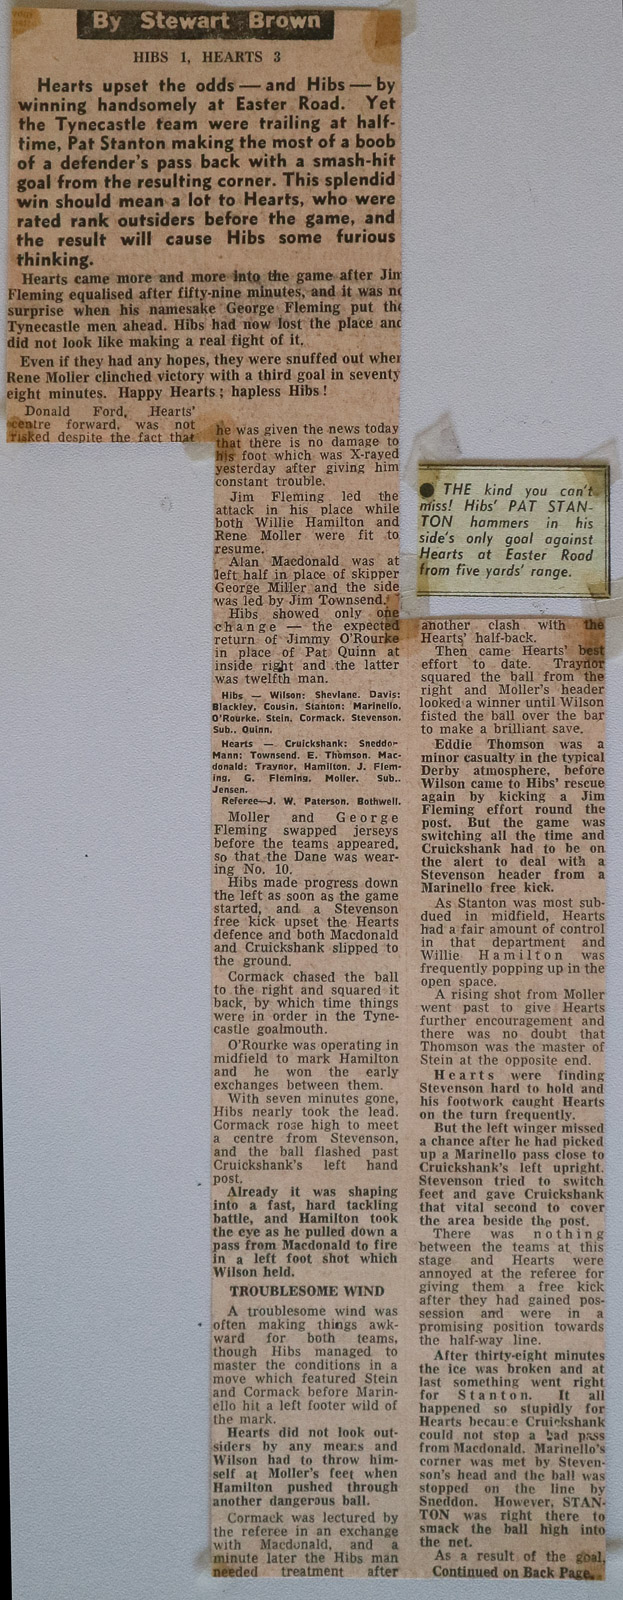 By Stewart Brown
HIBS 1, HEARTS 3
Hearts upset the odds — and Hibs — by
winning handsomely at Easter Road. Yet
the Tynecastle team were trailing at half-
time, Pat Stanton making the most of a boob
of a defender's pass back with a smash-hit
goal from the resulting corner. This splendid
win should mean a lot to Hearts, who were
rated rank outsiders before the game, and
the result will cause Hibs some furious
thinking.
Hearts came more and more into the game after Jim
Fleming equalised after fifty-nine minutes, and it was no
surprise when his namesake George Fleming put the
Tynecastle men ahead. Hibs had now lost the place and
did not look like making a real fight of it.
Even if they had any hopes, they were snuffed out when
Rene Moller clinched victory with a third goal in seventy
eight minutes. Happy Hearts; hapless Hibs!
Donald Ford, Hearts'
centre forward, was not
risked despite the fact that
he was given the news today
that there is no damage to
his foot which was X-rayed
yesterday after giving him
constant trouble.
Jim Fleming led the
attack in his place while
both Willie Hamilton and
Rene Moller were fit to
resume.
Alan Macdonald was at
left half in place of skipper
George Miller and the side
was led by Jim Townsend.
Hibs showed only one
change — the expected
return of Jimmy O'Rourke
in place of Pat Quinn at
inside right and the latter
was twelfth man.
Hibs — Wilson: Shevlane. Davis:
Blackley. Cousin. Stanton: Marinello.
O'Rourke. Stein. Cormack. Stevenson.
Sub., Quinn.
Hearts — Cruickshank: Sneddo-
Mann: Townsend. E. Thomson. Mac-
donald: Traynor. Hamilton. J. Flem-
ing. G. Fleming. Moller. Sub..
Jensen.
Referee—J. W. Paterson. Bothwell.
Moller and George
Fleming swapped jerseys
before the teams appeared,
so that the Dane was wear-
ing No. 10.
Hibs made progress down
the left as soon as the game
started, and a Stevenson
free kick upset the Hearts
defence and both Macdonald
and Cruickshank slipped to
the ground.
Cormack chased the ball
to the right and squared it
back, by which time things
were in order in the Tyne-
castle goalmouth.
O'Rourke was operating in
midfield to mark Hamilton
and he won the early
exchanges between them.
With seven minutes gone,
Hibs nearly took the lead.
Cormack rose high to meet
a centre from Stevenson,
and the ball flashed past
Cruickshank's left hand
post.
Already it was shaping
into a fast, hard tackling
battle, and Hamilton took
the eye as he pulled down a
pass from Macdonald to fire
in a left foot shot which
Wilson held.
TROUBLESOME WIND
A troublesome wind was
often making things awk-
ward for both teams,
though Hibs managed to
master the conditions in a
move which featured Stein
and Cormack before Marin-
ello hit a left footer wild of
the mark.
Hearts did not look out-
siders by any means and
Wilson had to throw him-
self at Moller's feet when
Hamilton pushed through
another dangerous ball.
Cormack was lectured by
the referee in an exchange
with Macdonald, and a
minute later the Hibs man
needed treatment after
THE kind you can't
miss! Hibs' PAT STAN-
TON hammers in his
side's only goal against
Hearts at Easter Road
from five yards' range.
another clash with the
Hearts' half-back.
Then came Hearts' best
effort to date. Traynor
squared the ball from the
right and Moller's header
looked a winner until Wilson
fisted the ball over the bar
to make a brilliant save.
Eddie Thomson was a
minor casualty in the typical
Derby atmosphere, before
Wilson came to Hibs' rescue
again by kicking a Jim
Fleming effort round the
post. But the game was
switching all the time and
Cruickshank had to be on
the alert to deal with a
Stevenson header from a
Marinello free kick.
As Stanton was most sub-
dued in midfield, Hearts
had a fair amount of control
in that department and
Willie Hamilton was
frequently popping up in the
open space.
A rising shot from Moller
went past to give Hearts
further encouragement and
there was no doubt that
Thomson was the master of
Stein at the opposite end.
Hearts were finding
Stevenson hard to hold and
his footwork caught Hearts
on the turn frequently.
But the left winger missed
a chance after he had picked
up a Marinello pass close to
Cruickshank's left upright.
Stevenson tried to switch
feet and gave Cruickshank
that vital second to cover
the area beside the post.
There was nothing
between the teams at this
stage and Hearts were
annoyed at the referee for
giving them a free kick
after they had gained pos-
session and were in a
promising position towards
the half-way line.
After thirty-eight minutes
the ice was broken and at
last something went right
for Stanton. It all
happened so stupidly for
Hearts because Cruickshank
could not stop a bad pass
from Macdonald. Marinello's
corner was met by Steven-
son's head and the ball was
stopped on the line by
Sneddon. However, STAN-
TON was right there to
smack the ball high into
the net.
As a result of the goal,
Continued on Back Page.